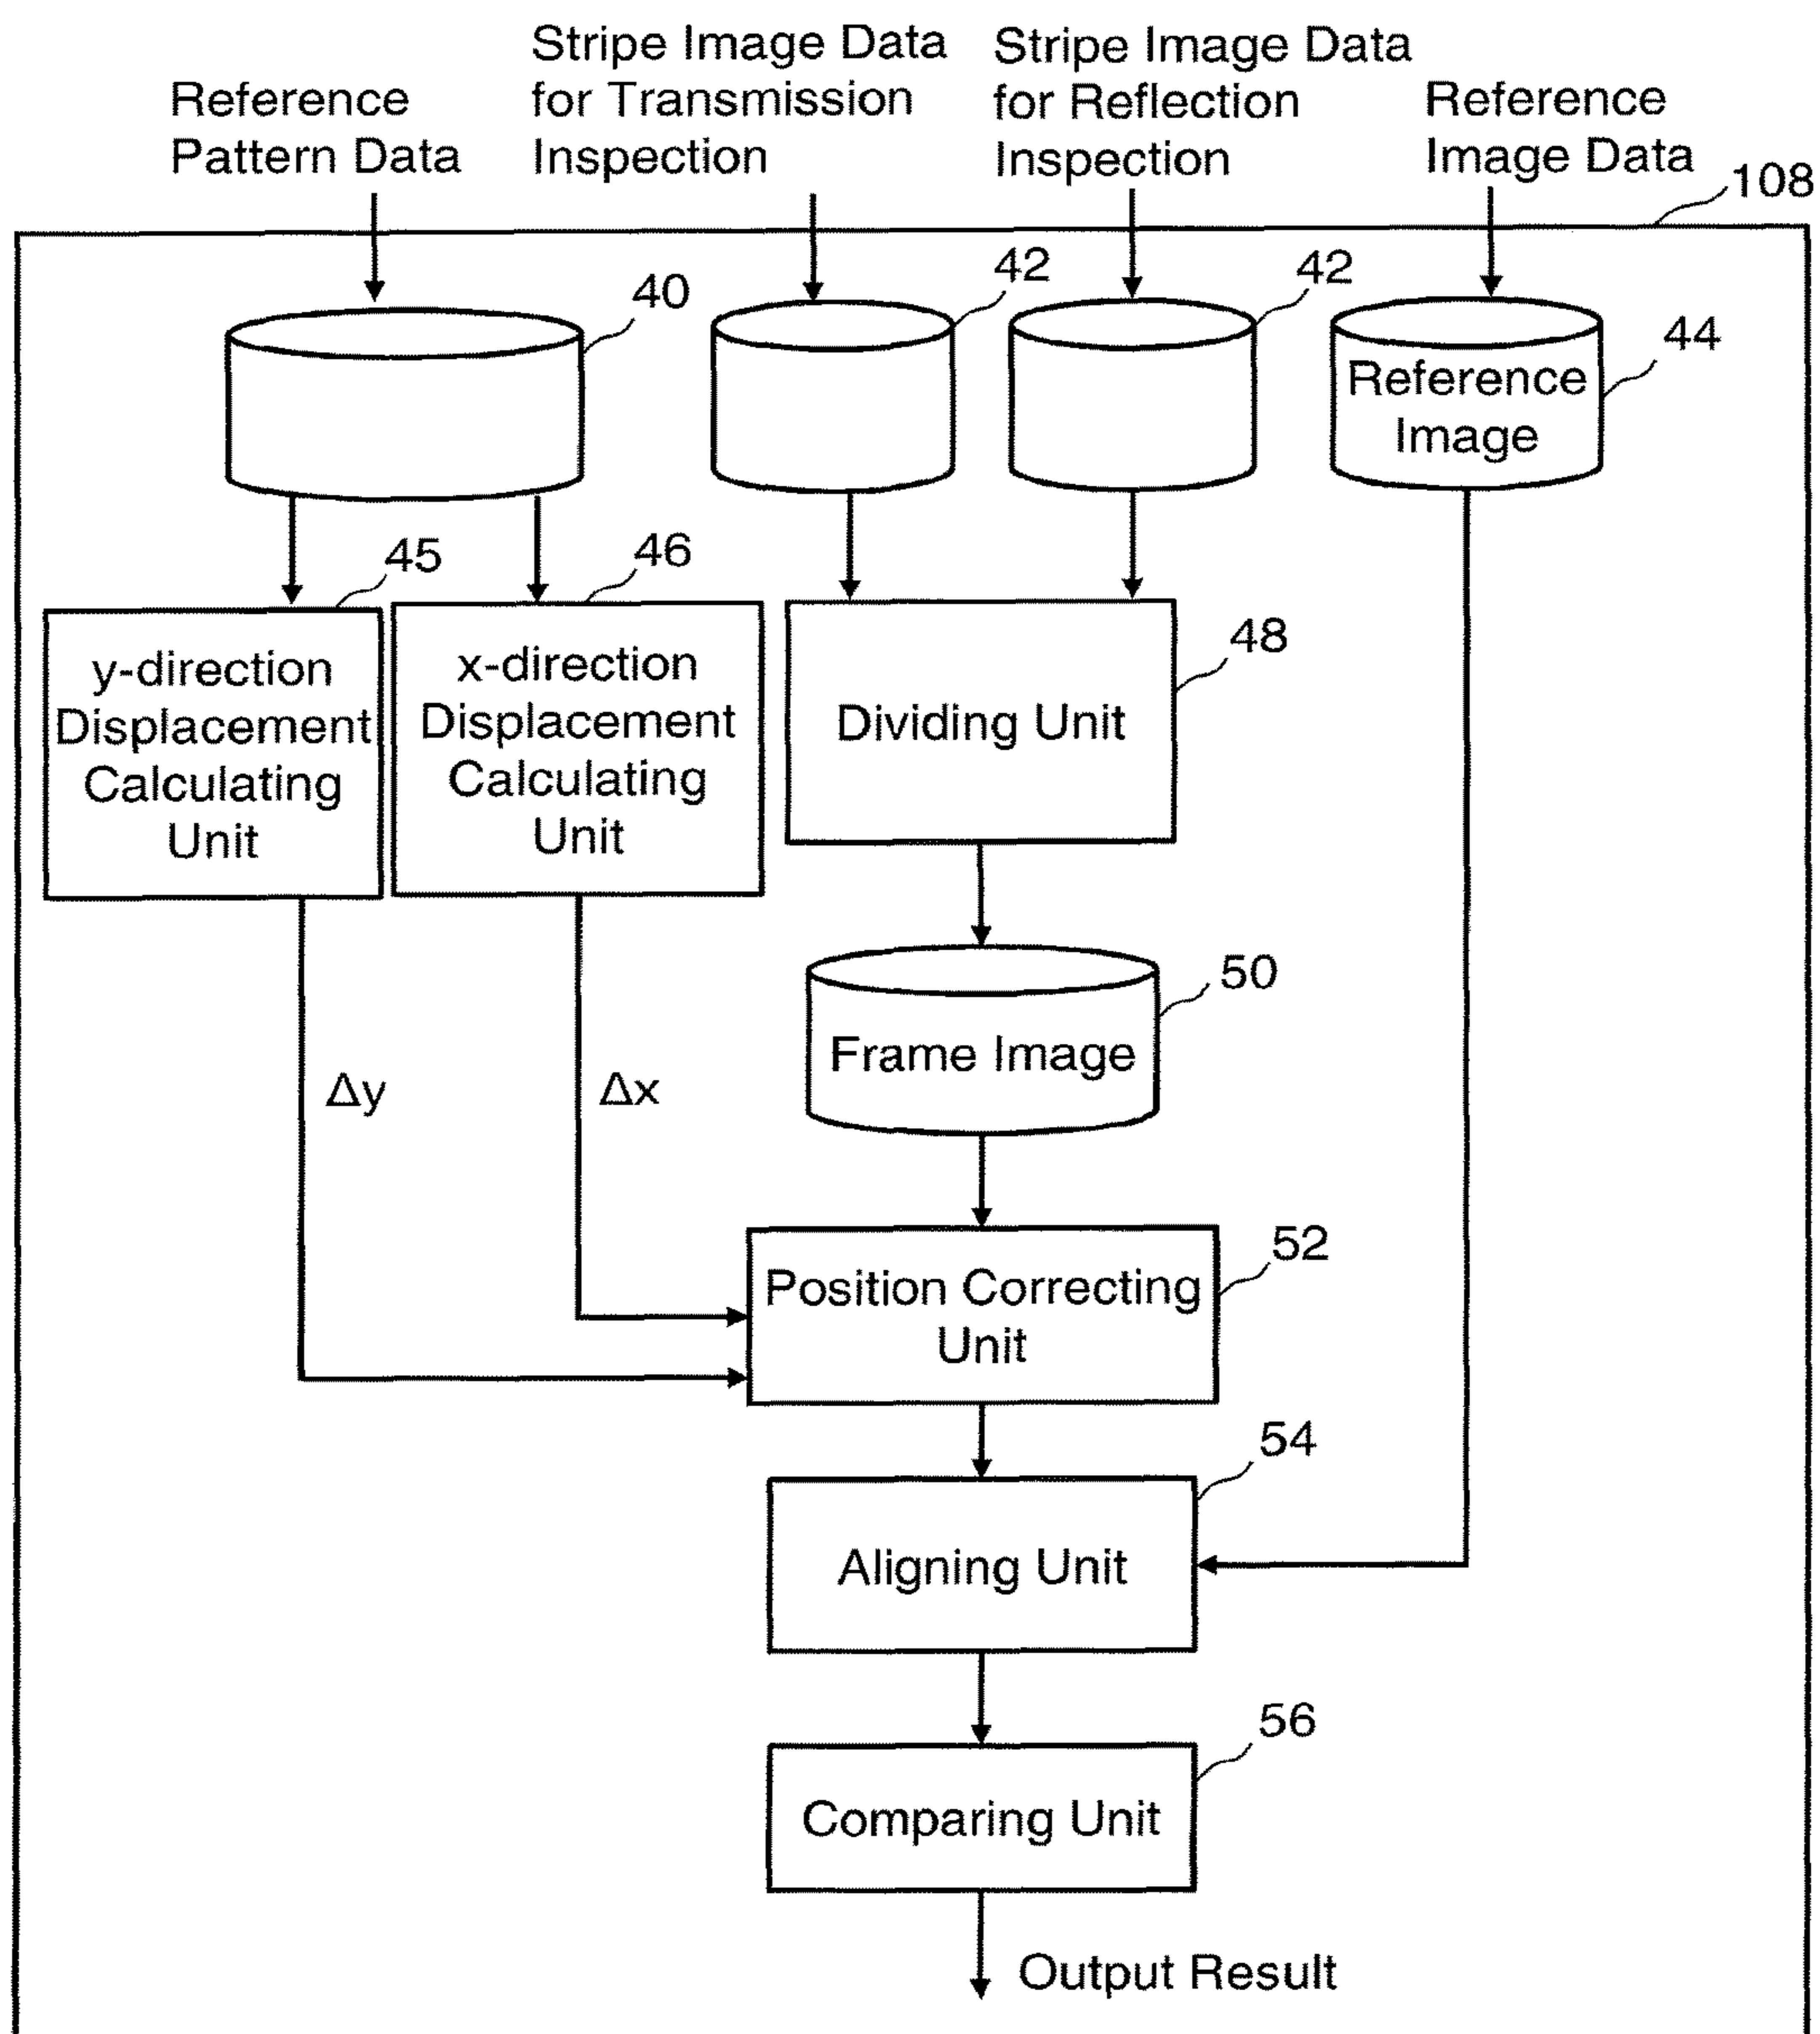 Reference
Pattern Data
Stripe Image Data
for Transmission
Inspection
Stripe Image Data
for Reflection
Inspection
Reference
Image Data
108
40
42
42
Reference
Image
44
45
46
y-direction
Displacement
Calculating
Unit
x-direction
Displacement
Calculating
Unit
Dividing Unit
48
Frame Image
50
Δy
Δx
Position Correcting
Unit
52
Aligning Unit
54
Comparing Unit
56
Output Result